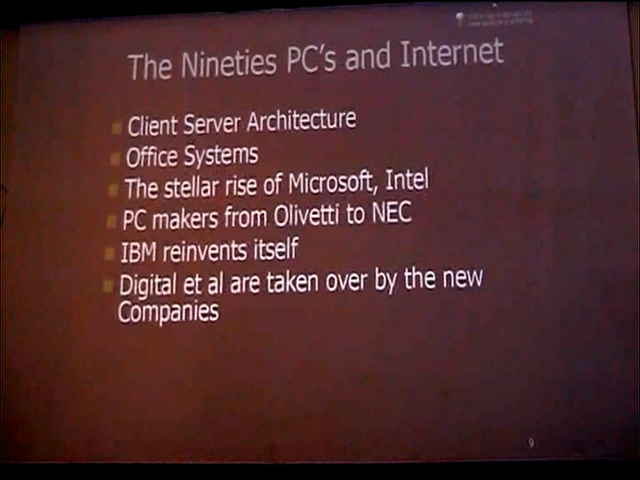 The Nineties PC's and Internet
Client Server Architecture
Office Systems
The stellar rise of Microsoft, Intel
PC makers from Olivetti to NEC
IBM reinvents itself
Digital et al are taken over by the new
Companies
9